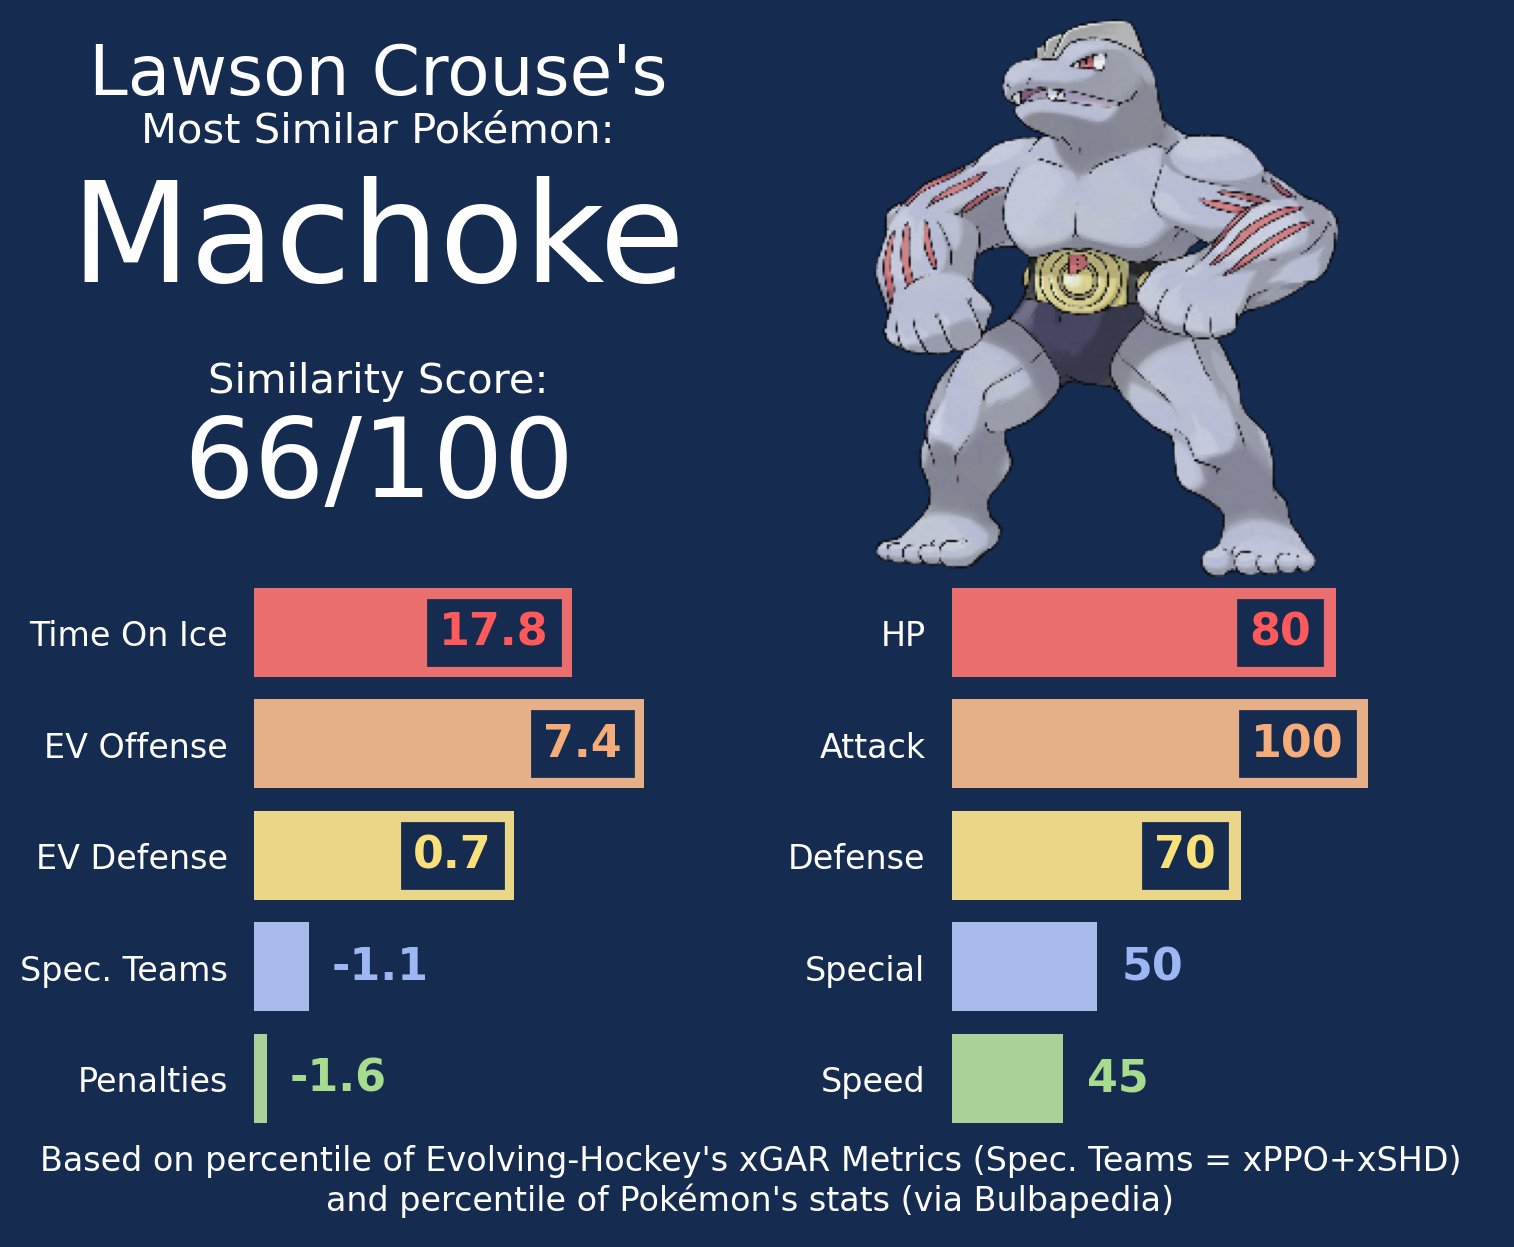 Lawson Crouse's
Most Similar Pokémon:
Machoke
Similarity Score:
66/100
P
Time On Ice 17.8
EV Offense 7.4
EV Defense 0.7
Spec. Teams -1.1
Penalties -1.6
HP 80
Attack 100
Defense 70
Special 50
Speed 45
Based on percentile of Evolving-Hockey's xGAR Metrics (Spec. Teams = xPPO+xSHD)
and percentile of Pokémon's stats (via Bulbapedia)